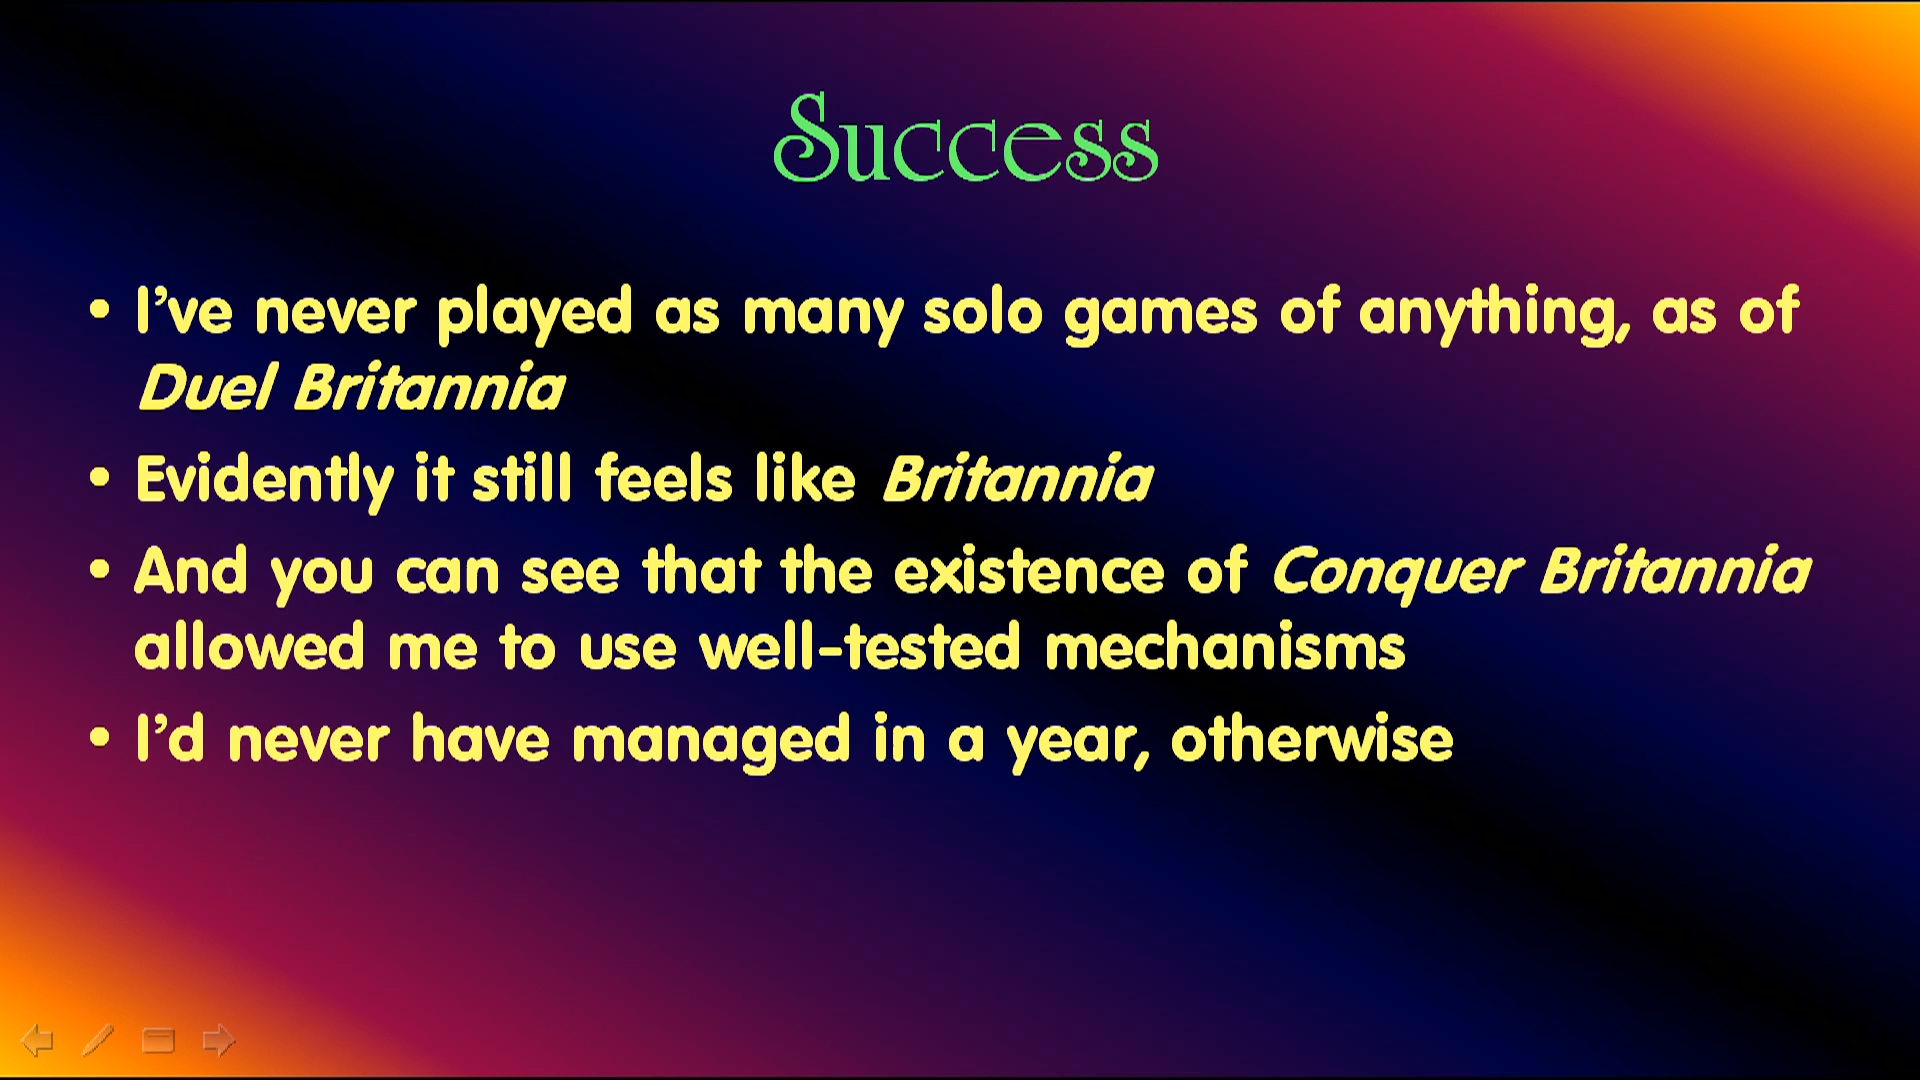 Success
• I’ve never played as many solo games of anything, as of
Duel Britannia
• Evidently it still feels like Britannia
• And you can see that the existence of Conquer Britannia
allowed me to use well-tested mechanisms
• I’d never have managed in a year, otherwise